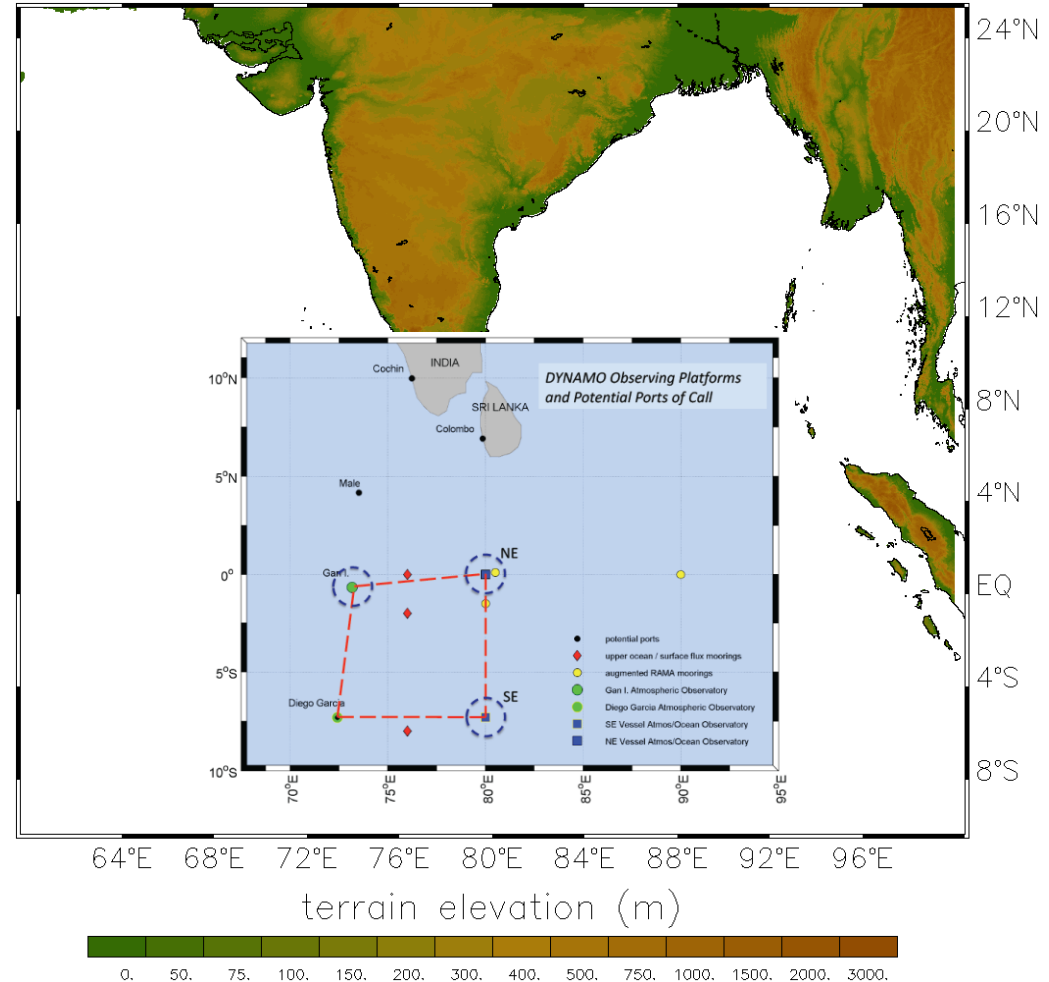 24°N
20°N
16°N
12°N
8°N
4°N
EQ
4°S
8°S
DYNAMO Observing Platforms
and Potential Ports of Call
INDIA
Cochin
SRI LANKA
Colombo
Male
Gan I.
NE
Diego Garcia
SE
10°N
5°N
0°
5°S
10°S
potential ports
upper ocean / surface flux moorings
augmented RAMA moorings
Gan I. Atmospheric Observatory
Diego Garcia Atmospheric Observatory
SE Vessel Atmos/Ocean Observatory
NE Vessel Atmos/Ocean Observatory
70°E 75°E 80°E 85°E 90°E 95°E
64°E 68°E 72°E 76°E 80°E 84°E 88°E 92°E 96°E
terrain elevation (m)
0. 50. 75. 100. 150. 200. 300. 400. 500. 750. 1000. 1500. 2000. 3000.